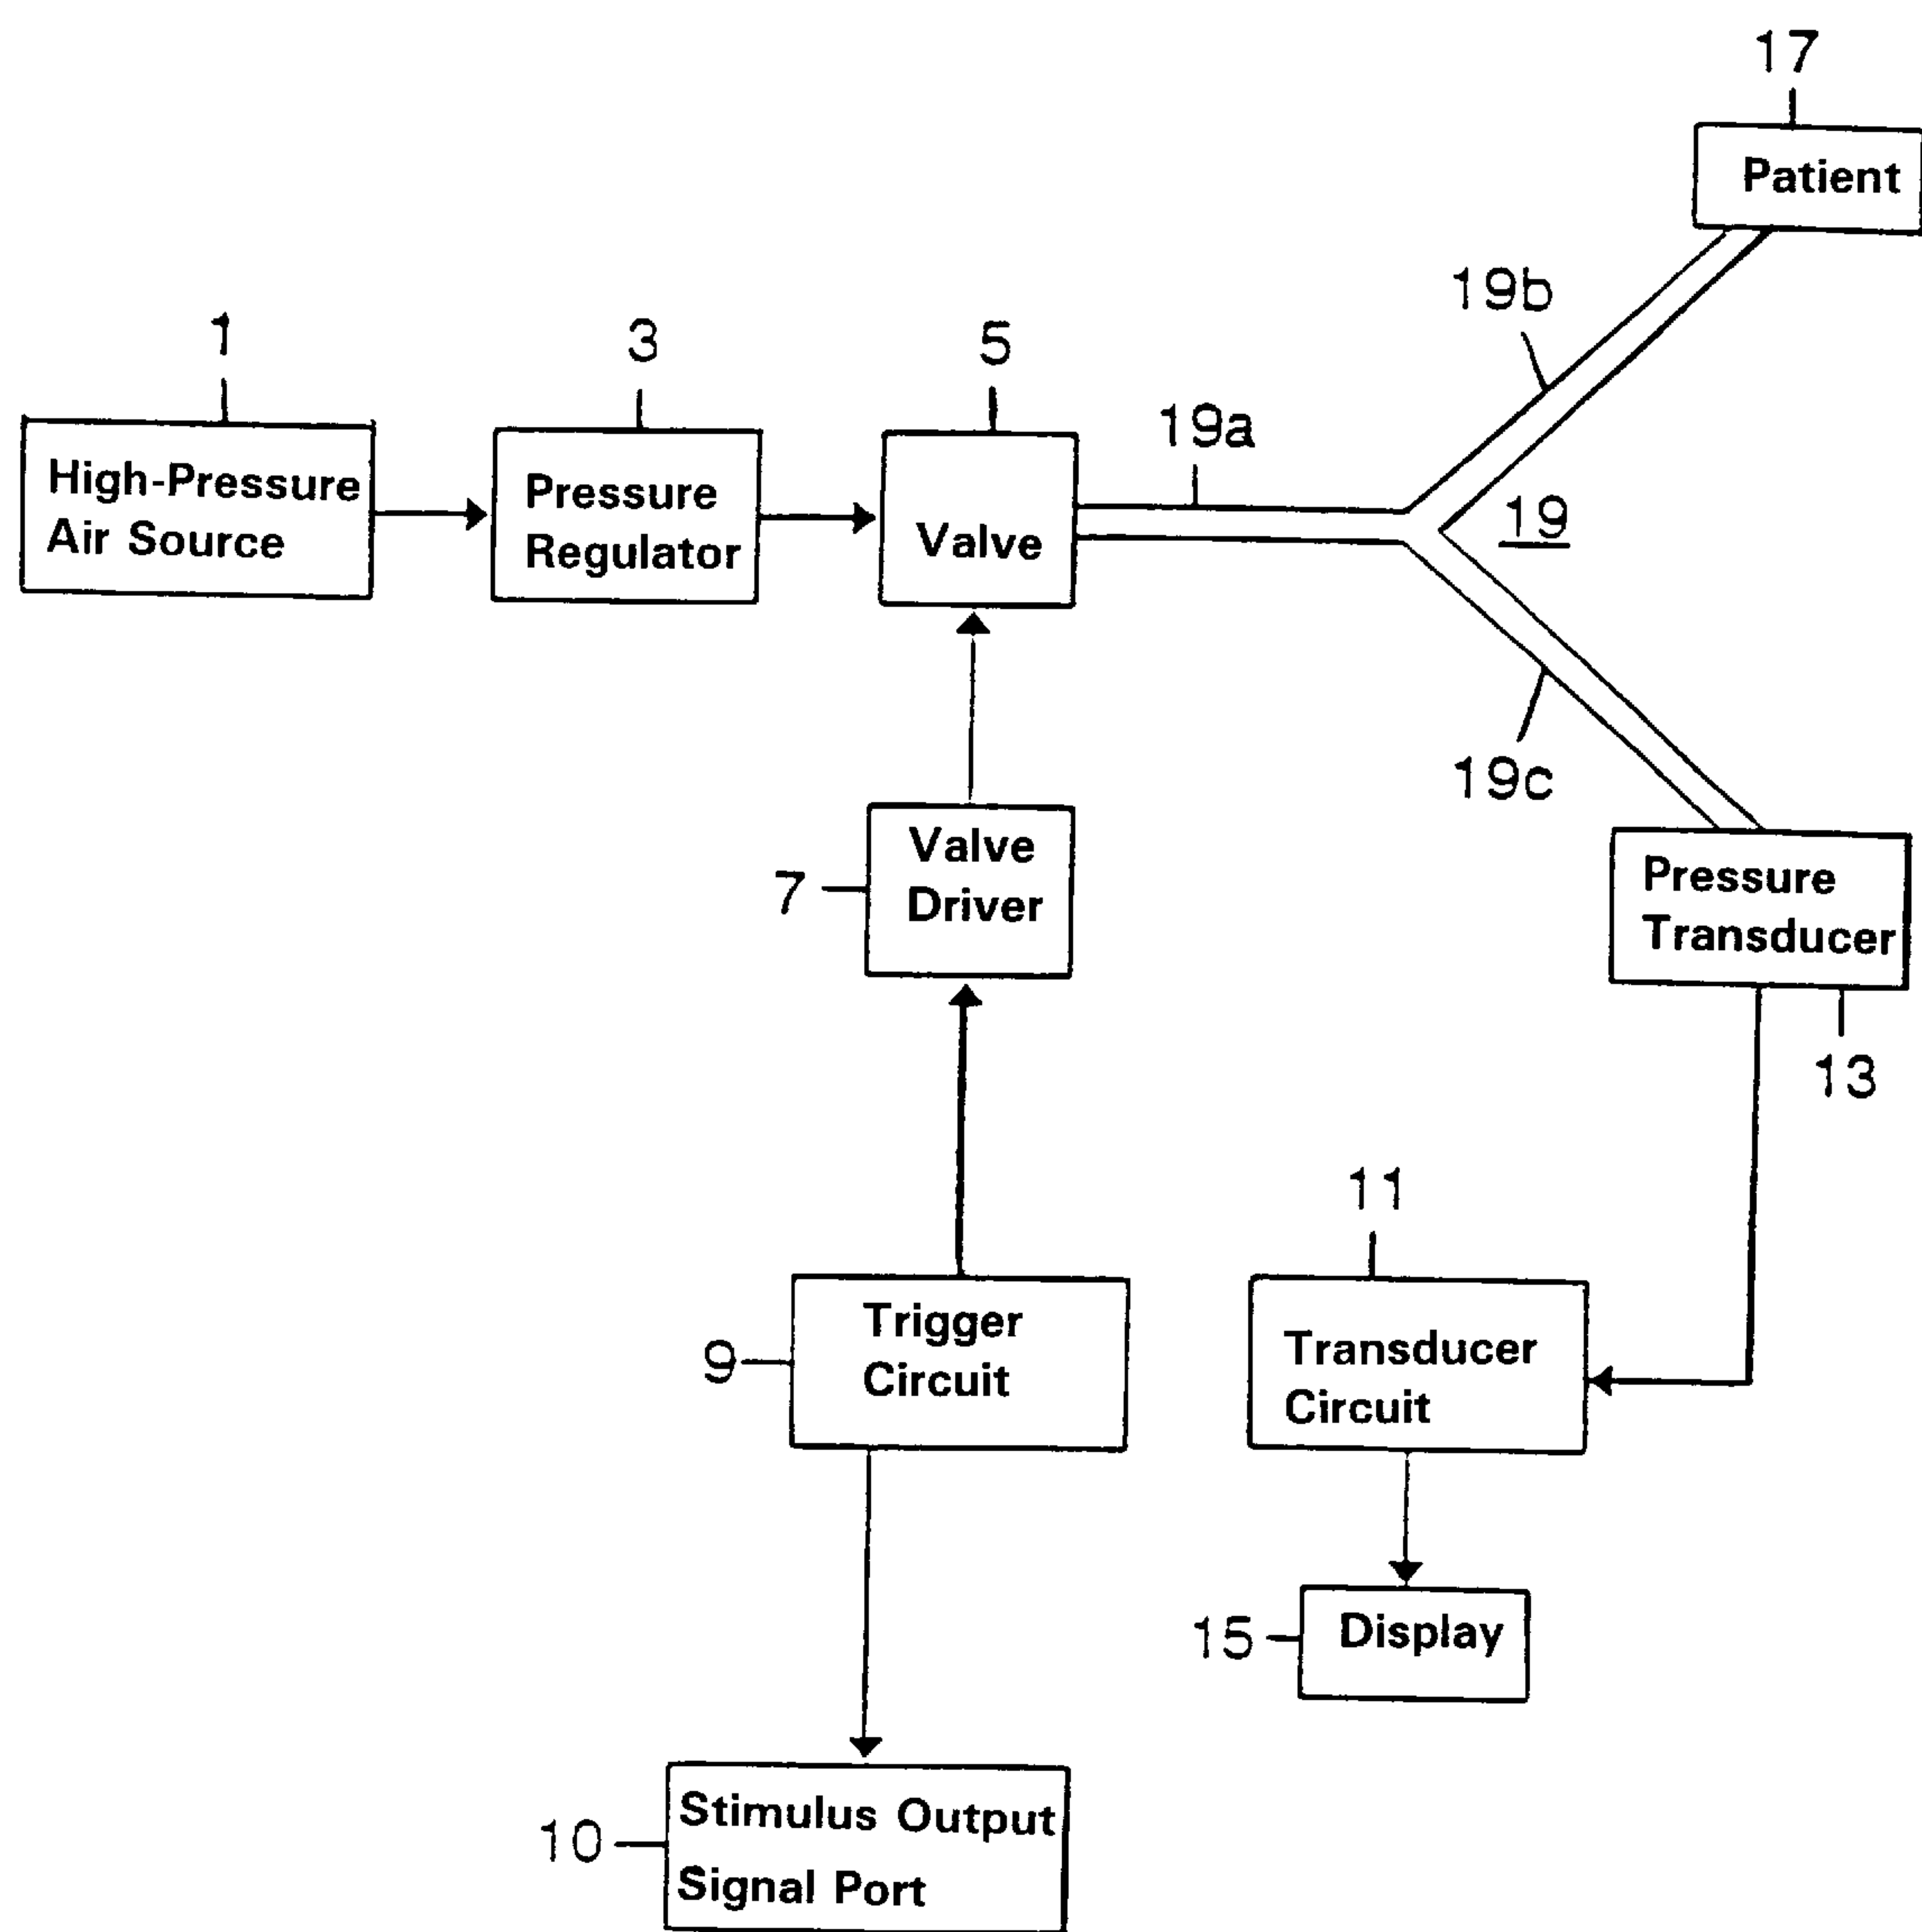 17
Patient
19b
1
3
5
19a
High-Pressure
Air Source
Pressure
Regulator
Valve
19
19c
7
Valve
Driver
Pressure
Transducer
13
11
9
Trigger
Circuit
Transducer
Circuit
15
Display
10
Stimulus Output
Signal Port